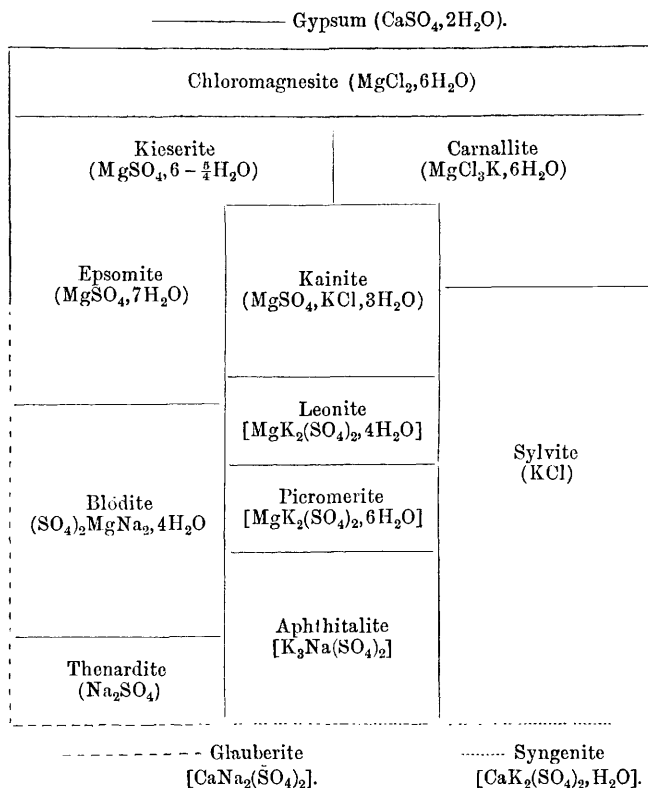 Gypsum (CaSO₄,2H₂O).
Chloromagnesite (MgCl₂,6H₂O)
Kieserite
(MgSO₄,6 – 5/4H₂O)
Carnallite
(MgCl₃K,6H₂O)
Epsomite
(MgSO₄,7H₂O)
Kainite
(MgSO₄,KCl,3H₂O)
Leonite
[MgK₂(SO₄)₂,4H₂O]
Sylvite
(KCl)
Blödite
(SO₄)₂MgNa₂,4H₂O
Picromerite
[MgK₂(SO₄)₂,6H₂O]
Aphthitalite
[K₃Na(SO₄)₂]
Thenardite
(Na₂SO₄)
Glauberite
[CaNa₂(SO₄)₂].
Syngenite
[CaK₂(SO₄)₂,H₂O].